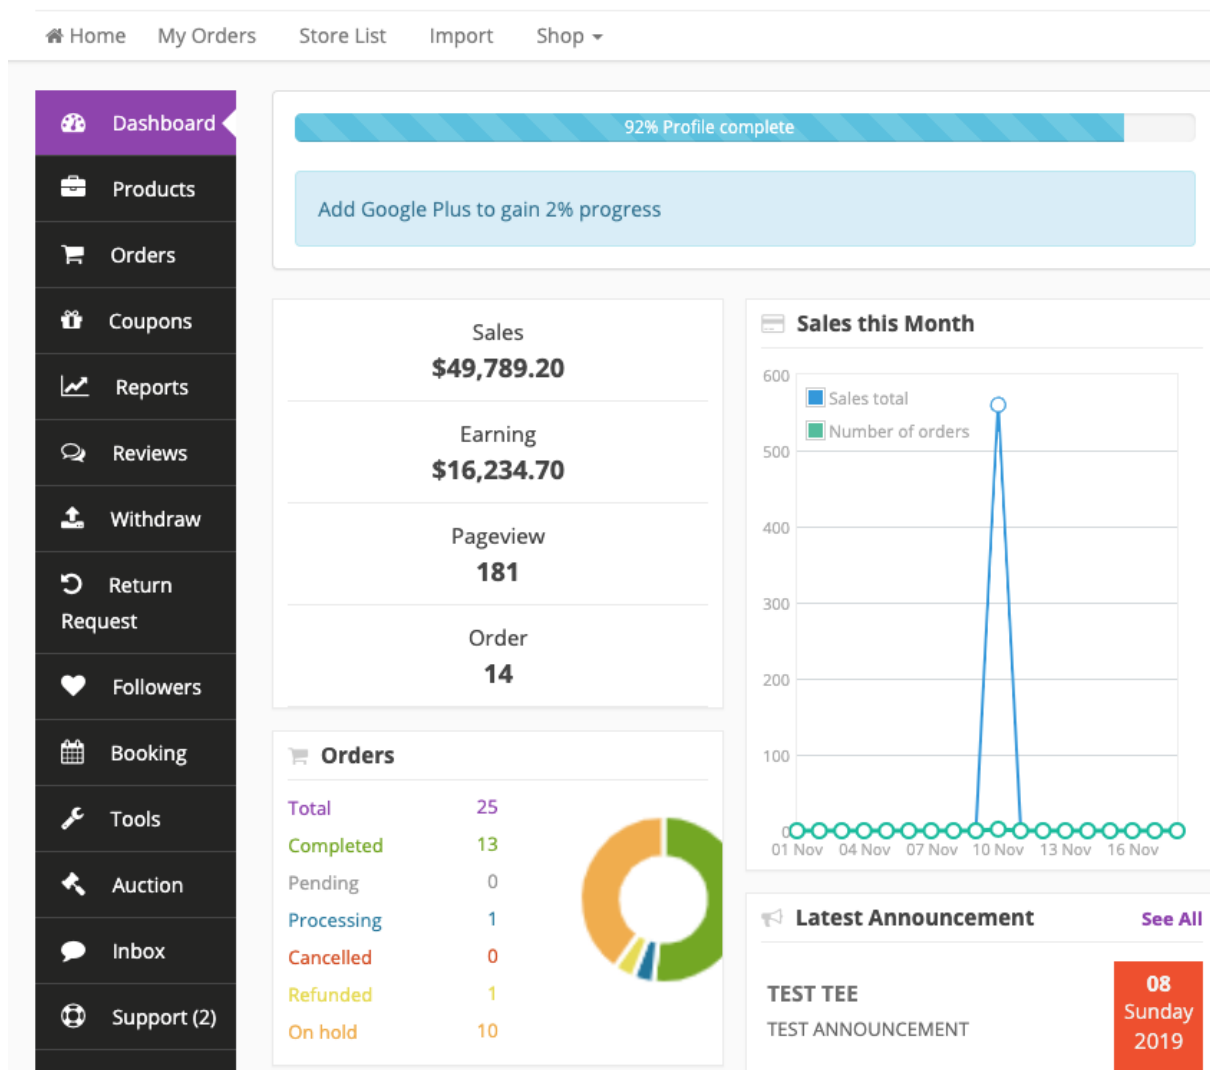 Home My Orders Store List Import Shop
Dashboard
Products
Orders
Coupons
Reports
Reviews
Withdraw
Return
Request
Followers
Booking
Tools
Auction
Inbox
Support (2)
92% Profile complete
Add Google Plus to gain 2% progress
Sales
$49,789.20
Earning
$16,234.70
Pageview
181
Order
14
Orders
Total 25
Completed 13
Pending 0
Processing 1
Cancelled 0
Refunded 1
On hold 10
Sales this Month
Sales total
Number of orders
600
500
400
300
200
100
0
01 Nov 04 Nov 07 Nov 10 Nov 13 Nov 16 Nov
Latest Announcement See All
TEST TEE
TEST ANNOUNCEMENT
08
Sunday
2019